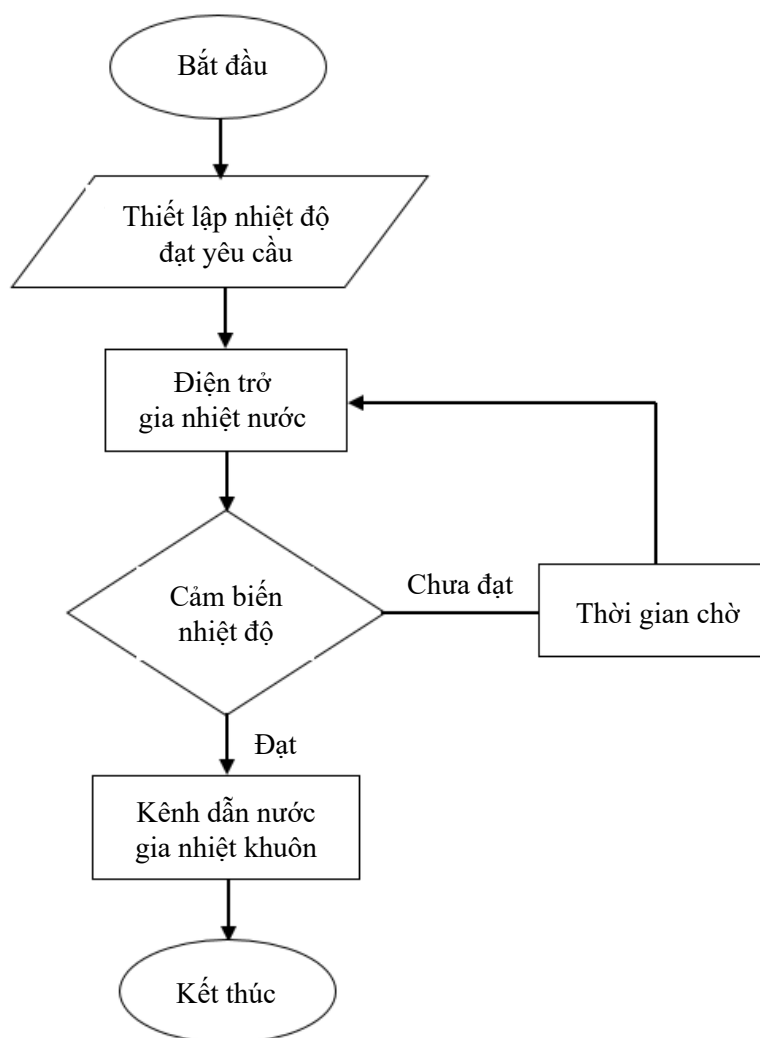 Bắt đầu
Thiết lập nhiệt độ
đạt yêu cầu
Điện trở
gia nhiệt nước
Cảm biến
nhiệt độ
Chưa đạt
Thời gian chờ
Đạt
Kênh dẫn nước
gia nhiệt khuôn
Kết thúc